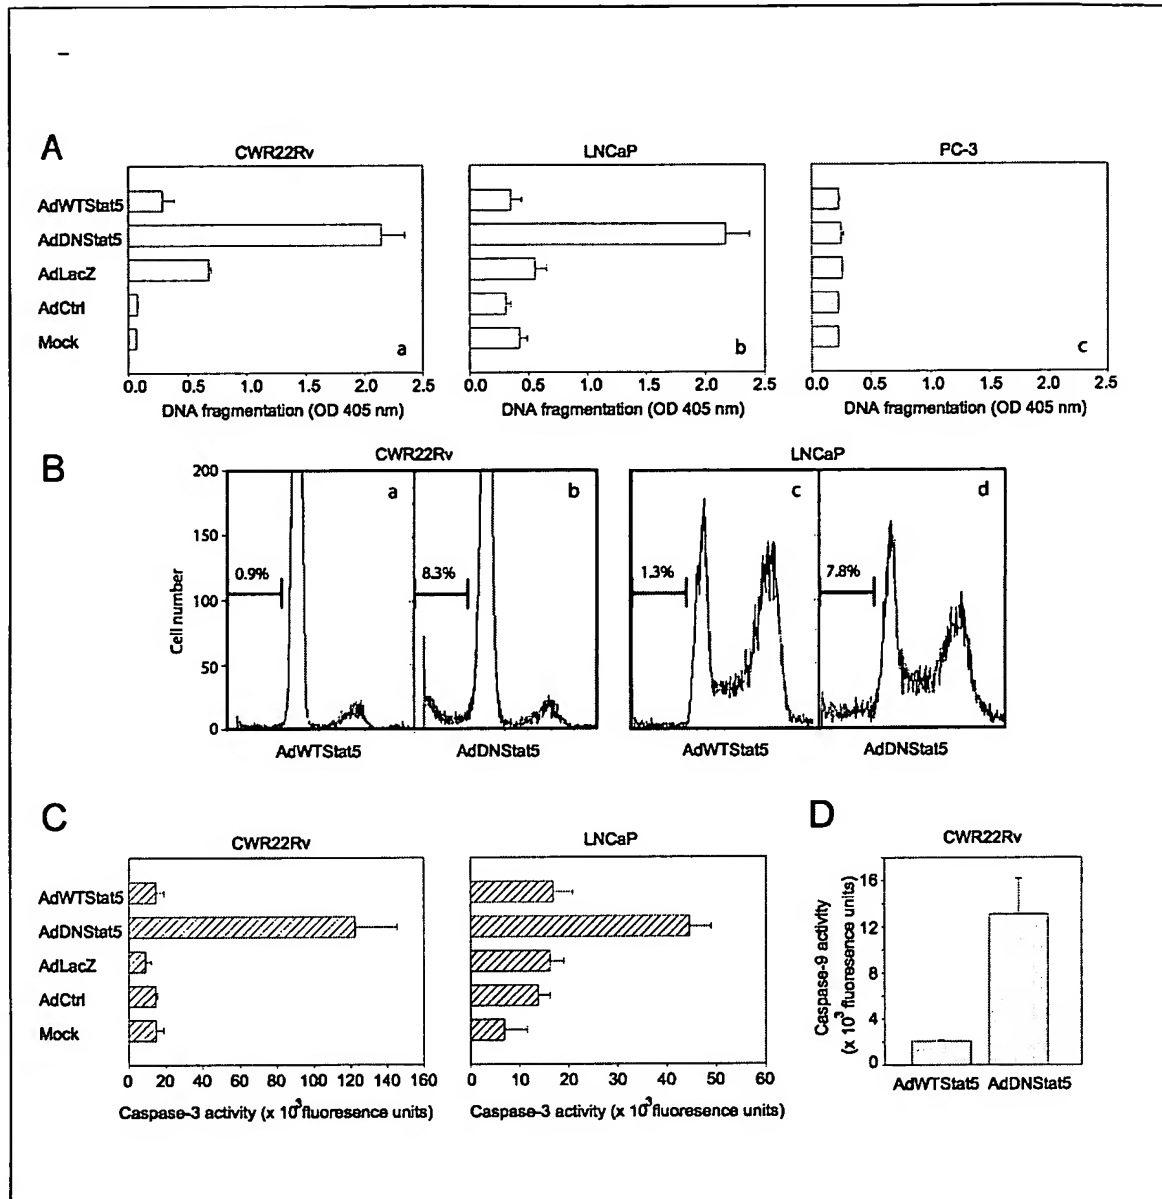 A
CWR22Rv
LNCaP
PC-3
AdWTStat5
AdDNStat5
AdLacZ
AdCtrl
Mock
a
b
c
0.0 0.5 1.0 1.5 2.0 2.5
0.0 0.5 1.0 1.5 2.0 2.5
0.0 0.5 1.0 1.5 2.0 2.5
DNA fragmentation (OD 405 nm)
DNA fragmentation (OD 405 nm)
DNA fragmentation (OD 405 nm)
B
CWR22Rv
LNCaP
Cell number
200
150
100
50
0
a
b
c
d
0.9%
8.3%
1.3%
7.8%
AdWTStat5
AdDNStat5
AdWTStat5
AdDNStat5
C
CWR22Rv
LNCaP
AdWTStat5
AdDNStat5
AdLacZ
AdCtrl
Mock
0 20 40 60 80 100 120 140 160
0 10 20 30 40 50 60
Caspase-3 activity (x 10³ fluoresence units)
Caspase-3 activity (x 10³ fluoresence units)
D
CWR22Rv
Caspase-9 activity
(x 10³ fluoresence units)
16
12
8
4
0
AdWTStat5
AdDNStat5